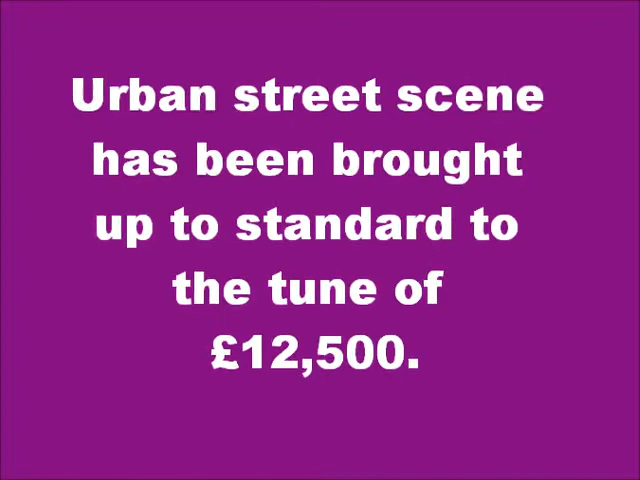 Urban street scene
has been brought
up to standard to
the tune of
£12,500.